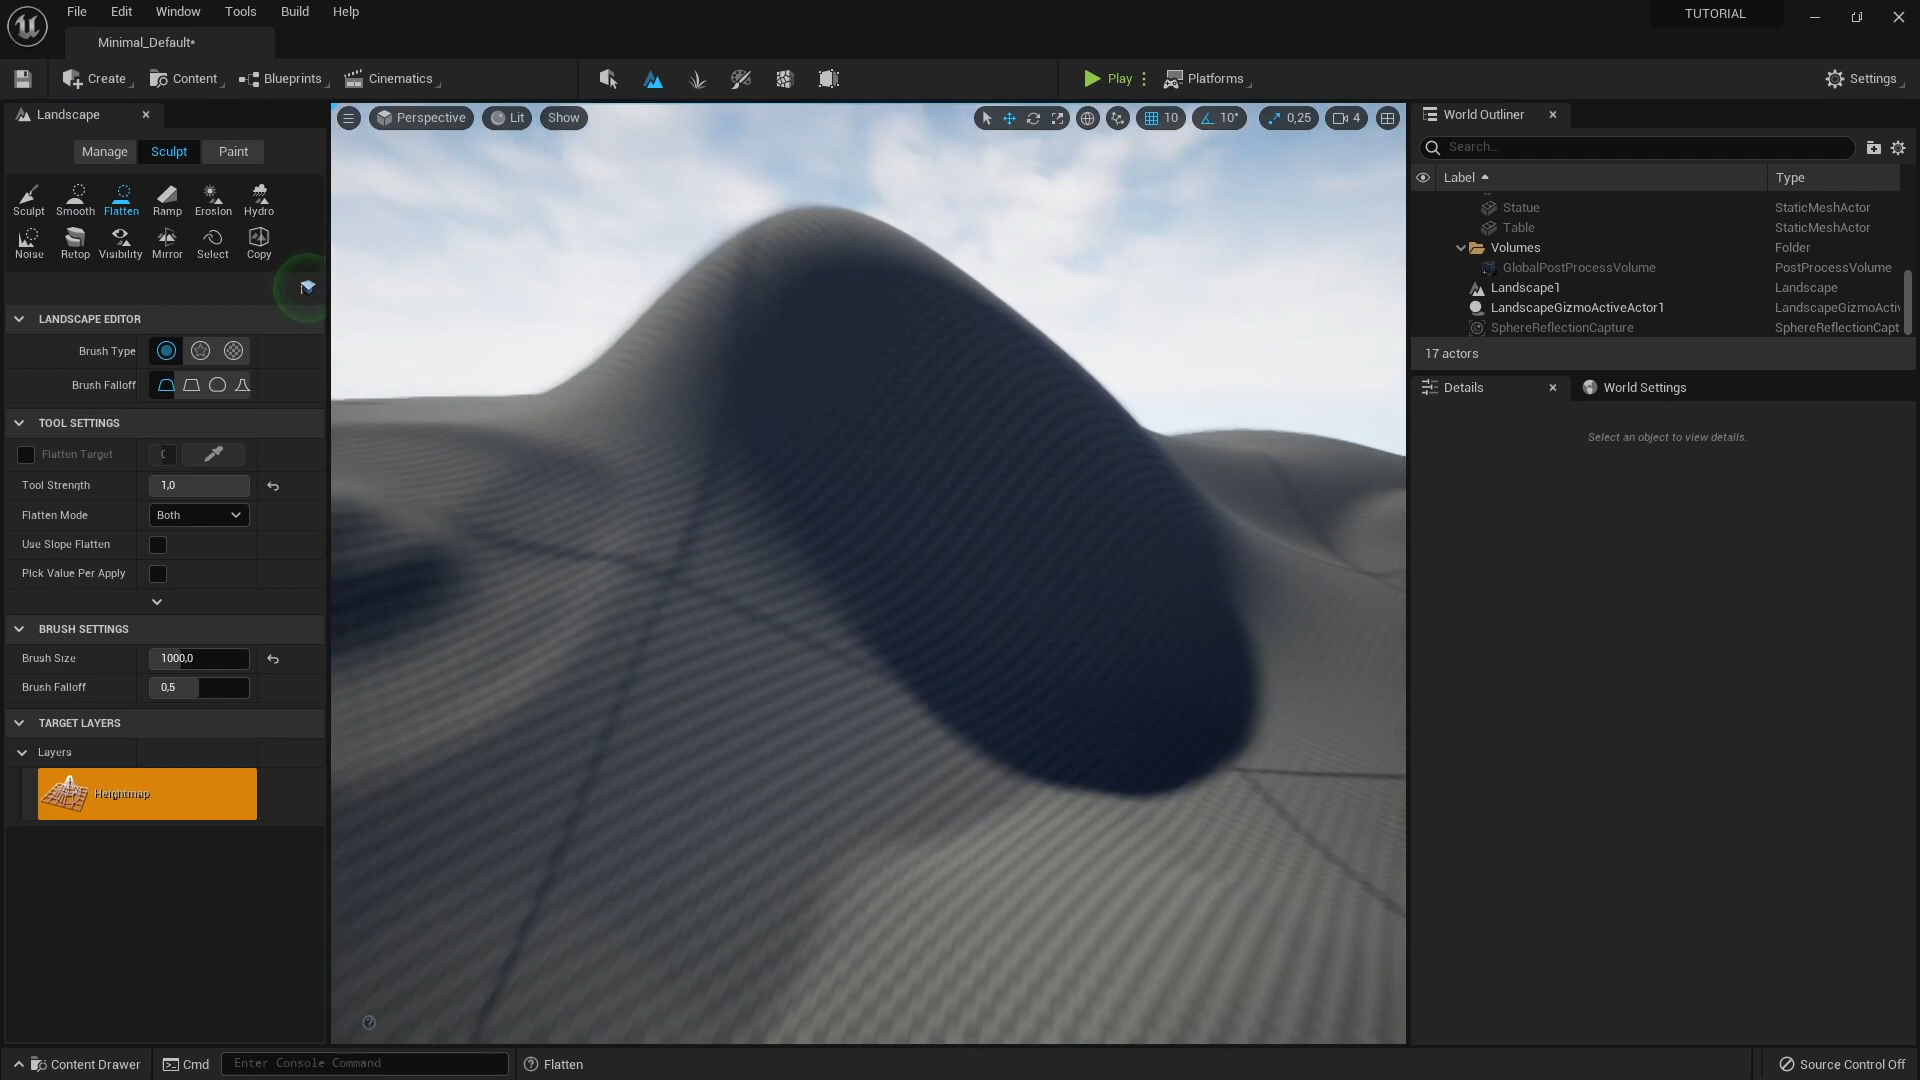 File Edit Window Tools Build Help
TUTORIAL
Minimal_Default*
Create Content Blueprints Cinematics Play Platforms Settings
Landscape
Manage Sculpt Paint
Sculpt Smooth Flatten Ramp Erosion Hydro
Noise Retop Visibility Mirror Select Copy
LANDSCAPE EDITOR
Brush Type
Brush Falloff
TOOL SETTINGS
Flatten Target
Tool Strength 1,0
Flatten Mode Both
Use Slope Flatten
Pick Value Per Apply
BRUSH SETTINGS
Brush Size 1000,0
Brush Falloff 0,5
TARGET LAYERS
Layers
Heightmap
Perspective Lit Show 10 10° 0,25 4
World Outliner
Search...
Label Type
Statue StaticMeshActor
Table StaticMeshActor
Volumes Folder
GlobalPostProcessVolume PostProcessVolume
Landscape1 Landscape
LandscapeGizmoActiveActor1 LandscapeGizmoActiv
SphereReflectionCapture SphereReflectionCapt
17 actors
Details World Settings
Select an object to view details.
Content Drawer Cmd Enter Console Command Flatten Source Control Off